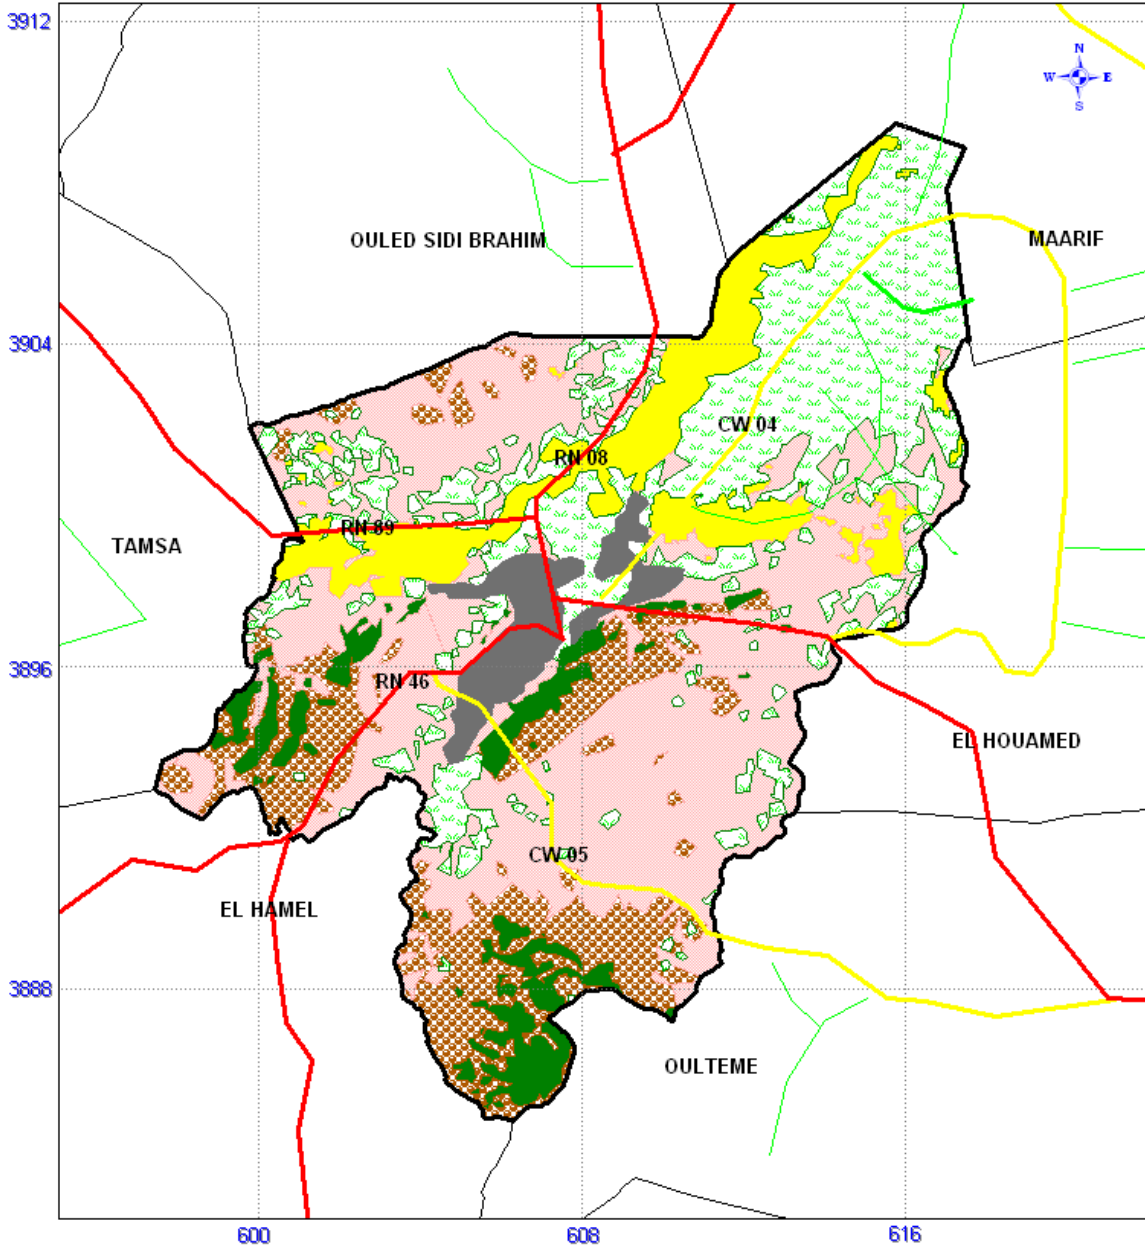 3912
N
W E
S
OULED SIDI BRAHIM
MAARIF
3904
CW 04
RN 08
RN 89
TAMSA
3896
RN 46
EL HOUAMED
CW 05
EL HAMEL
3888
OULTEME
600
608
616